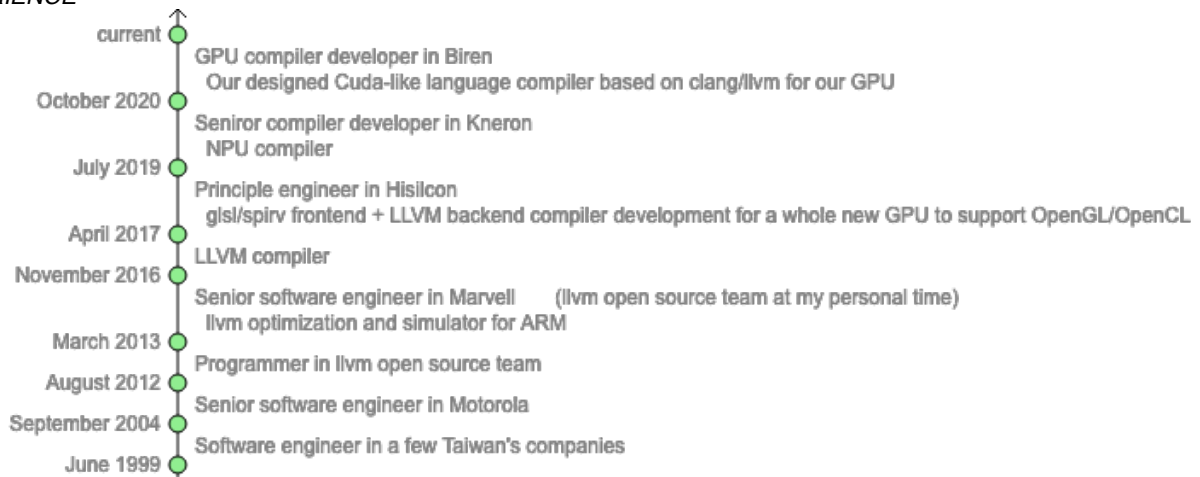 current
GPU compiler developer in Biren
Our designed Cuda-like language compiler based on clang/llvm for our GPU
October 2020
Seniror compiler developer in Kneron
NPU compiler
July 2019
Principle engineer in Hisilcon
glsl/spirv frontend + LLVM backend compiler development for a whole new GPU to support OpenGL/OpenCL
April 2017
LLVM compiler
November 2016
Senior software engineer in Marvell (llvm open source team at my personal time)
llvm optimization and simulator for ARM
March 2013
Programmer in llvm open source team
August 2012
Senior software engineer in Motorola
September 2004
Software engineer in a few Taiwan's companies
June 1999